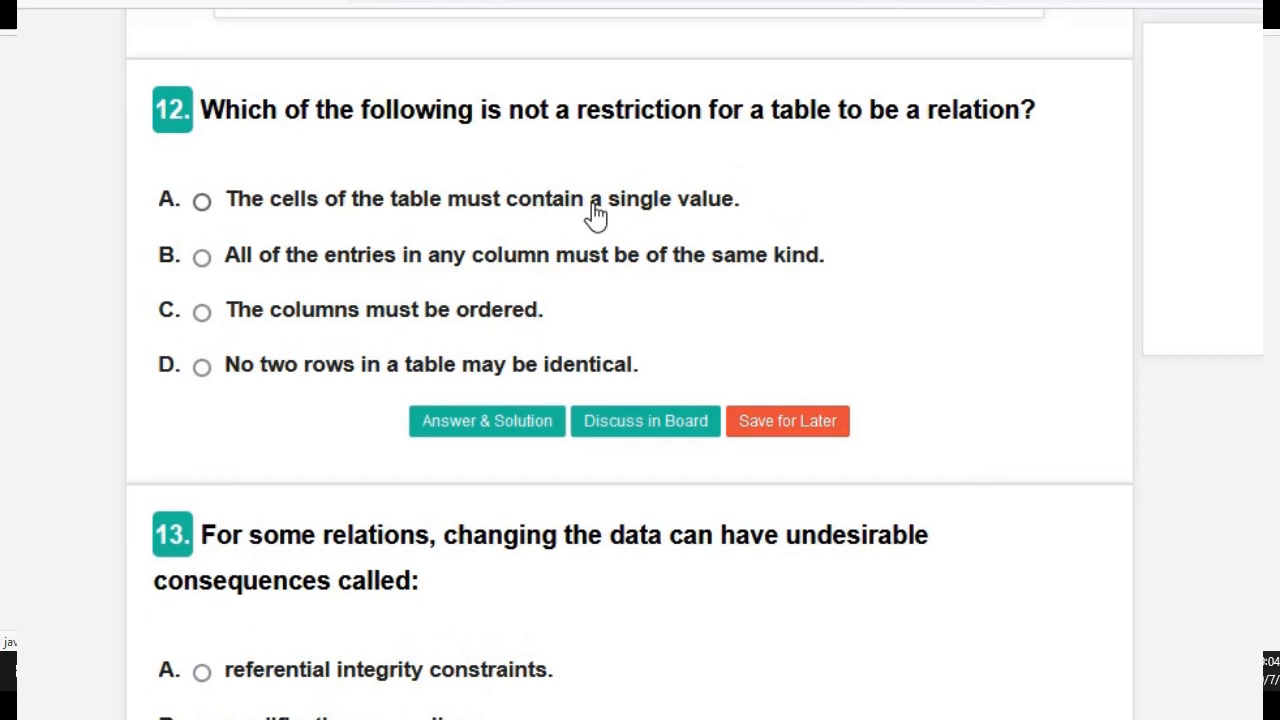 12. Which of the following is not a restriction for a table to be a relation?
A. The cells of the table must contain a single value.
B. All of the entries in any column must be of the same kind.
C. The columns must be ordered.
D. No two rows in a table may be identical.
Answer & Solution Discuss in Board Save for Later
13. For some relations, changing the data can have undesirable
consequences called:
jav
:04
/7/
A. referential integrity constraints.